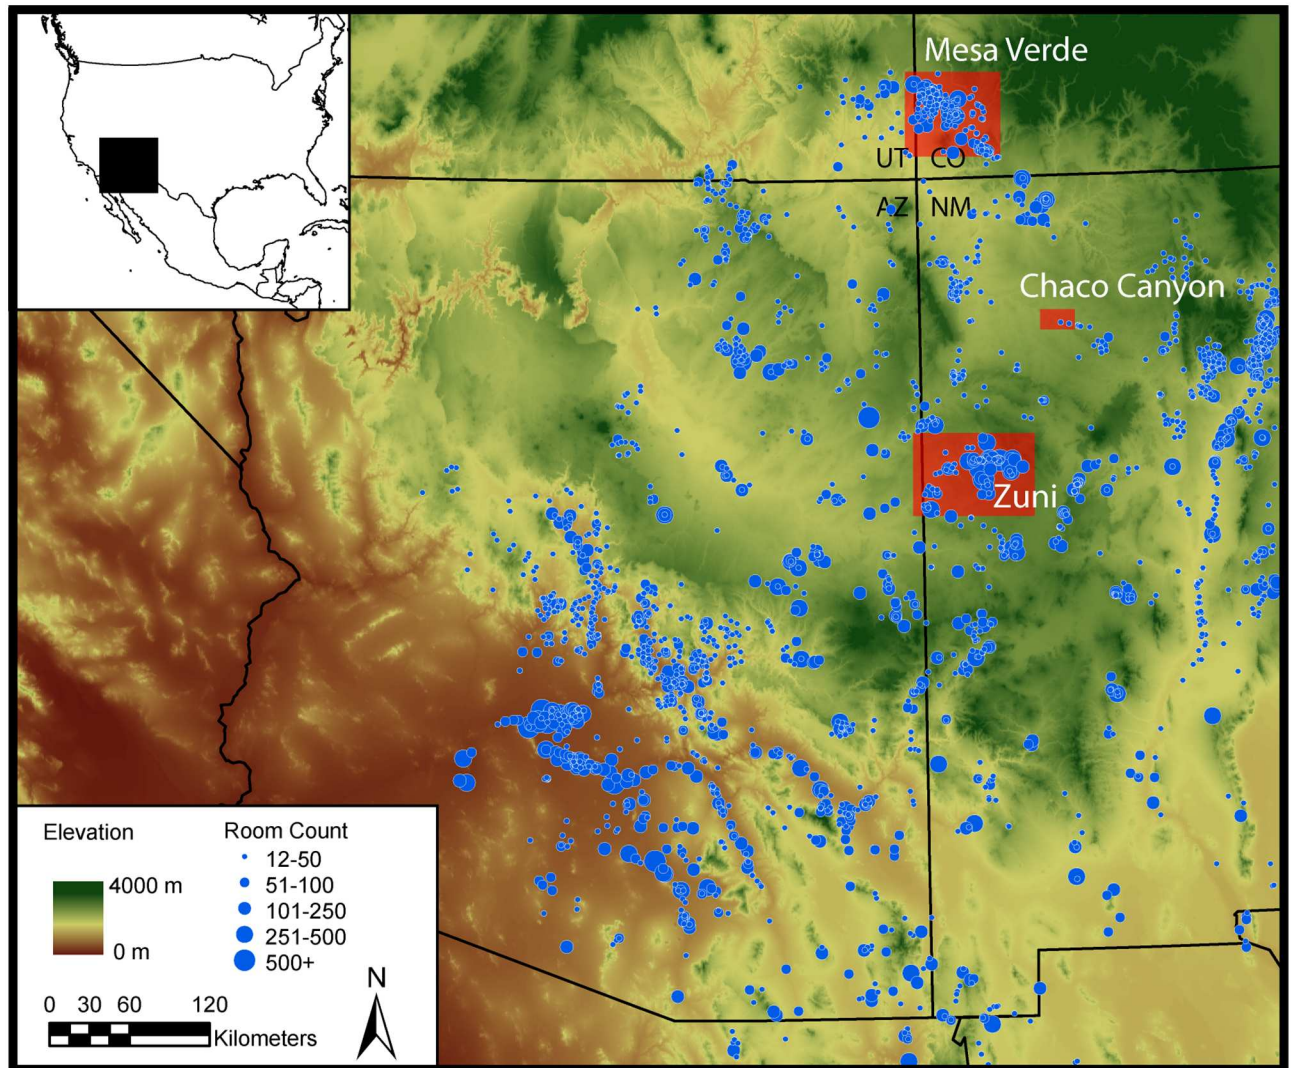 Mesa Verde
UT CO
AZ NM
Chaco Canyon
Zuni
Elevation
4000 m
0 m
Room Count
12-50
51-100
101-250
251-500
500+
0 30 60 120
Kilometers
N